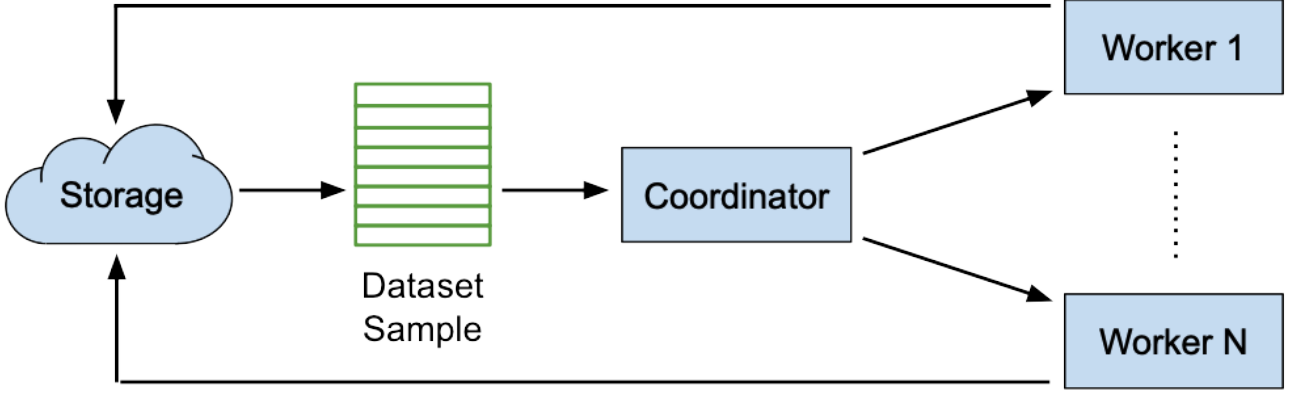 Worker 1
Storage
Coordinator
Dataset
Sample
Worker N